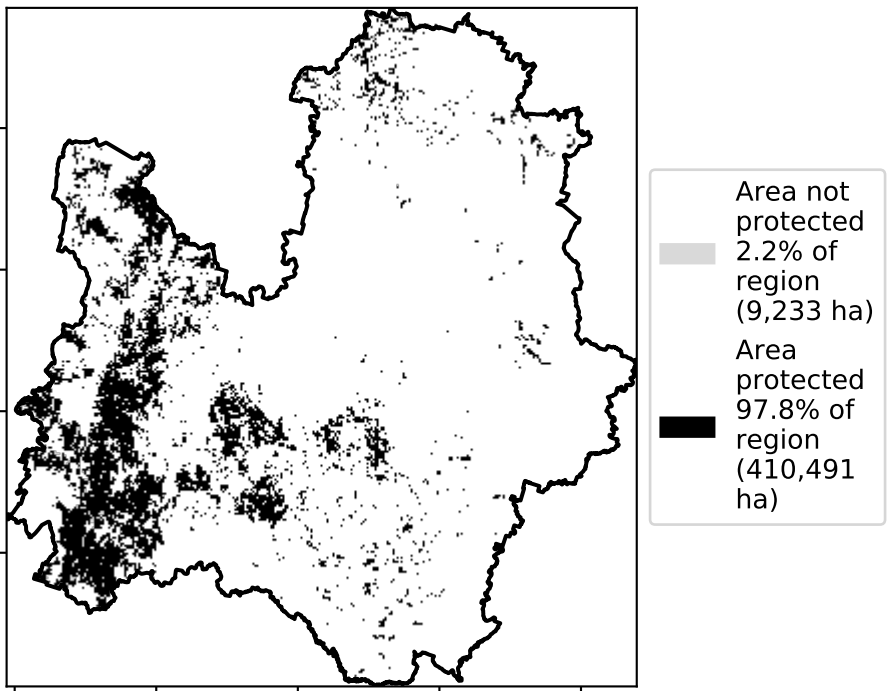 Area not
protected
2.2% of
region
(9,233 ha)
Area
protected
97.8% of
region
(410,491
ha)